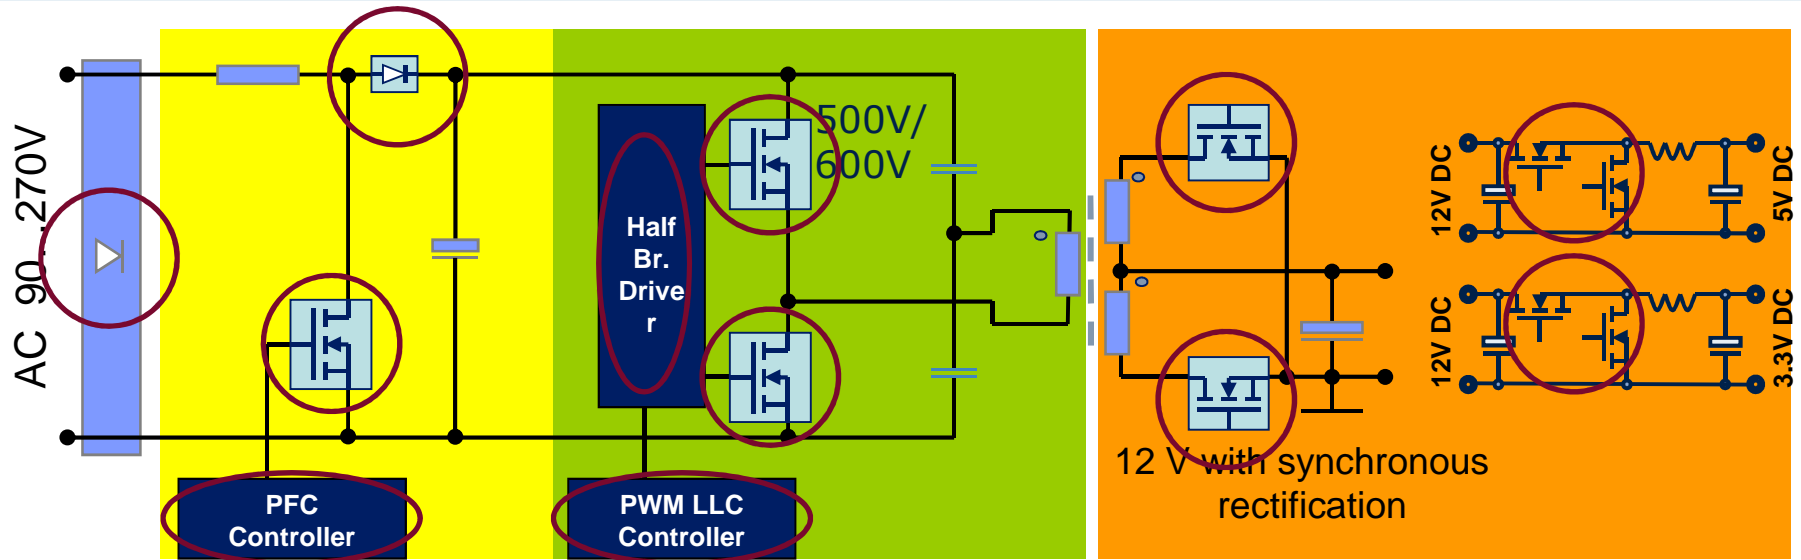 AC 90..270V
500V/
600V
Half
Br.
Drive
r
PFC
Controller
PWM LLC
Controller
12 V with synchronous
rectification
12V DC
5V DC
12V DC
3.3V DC